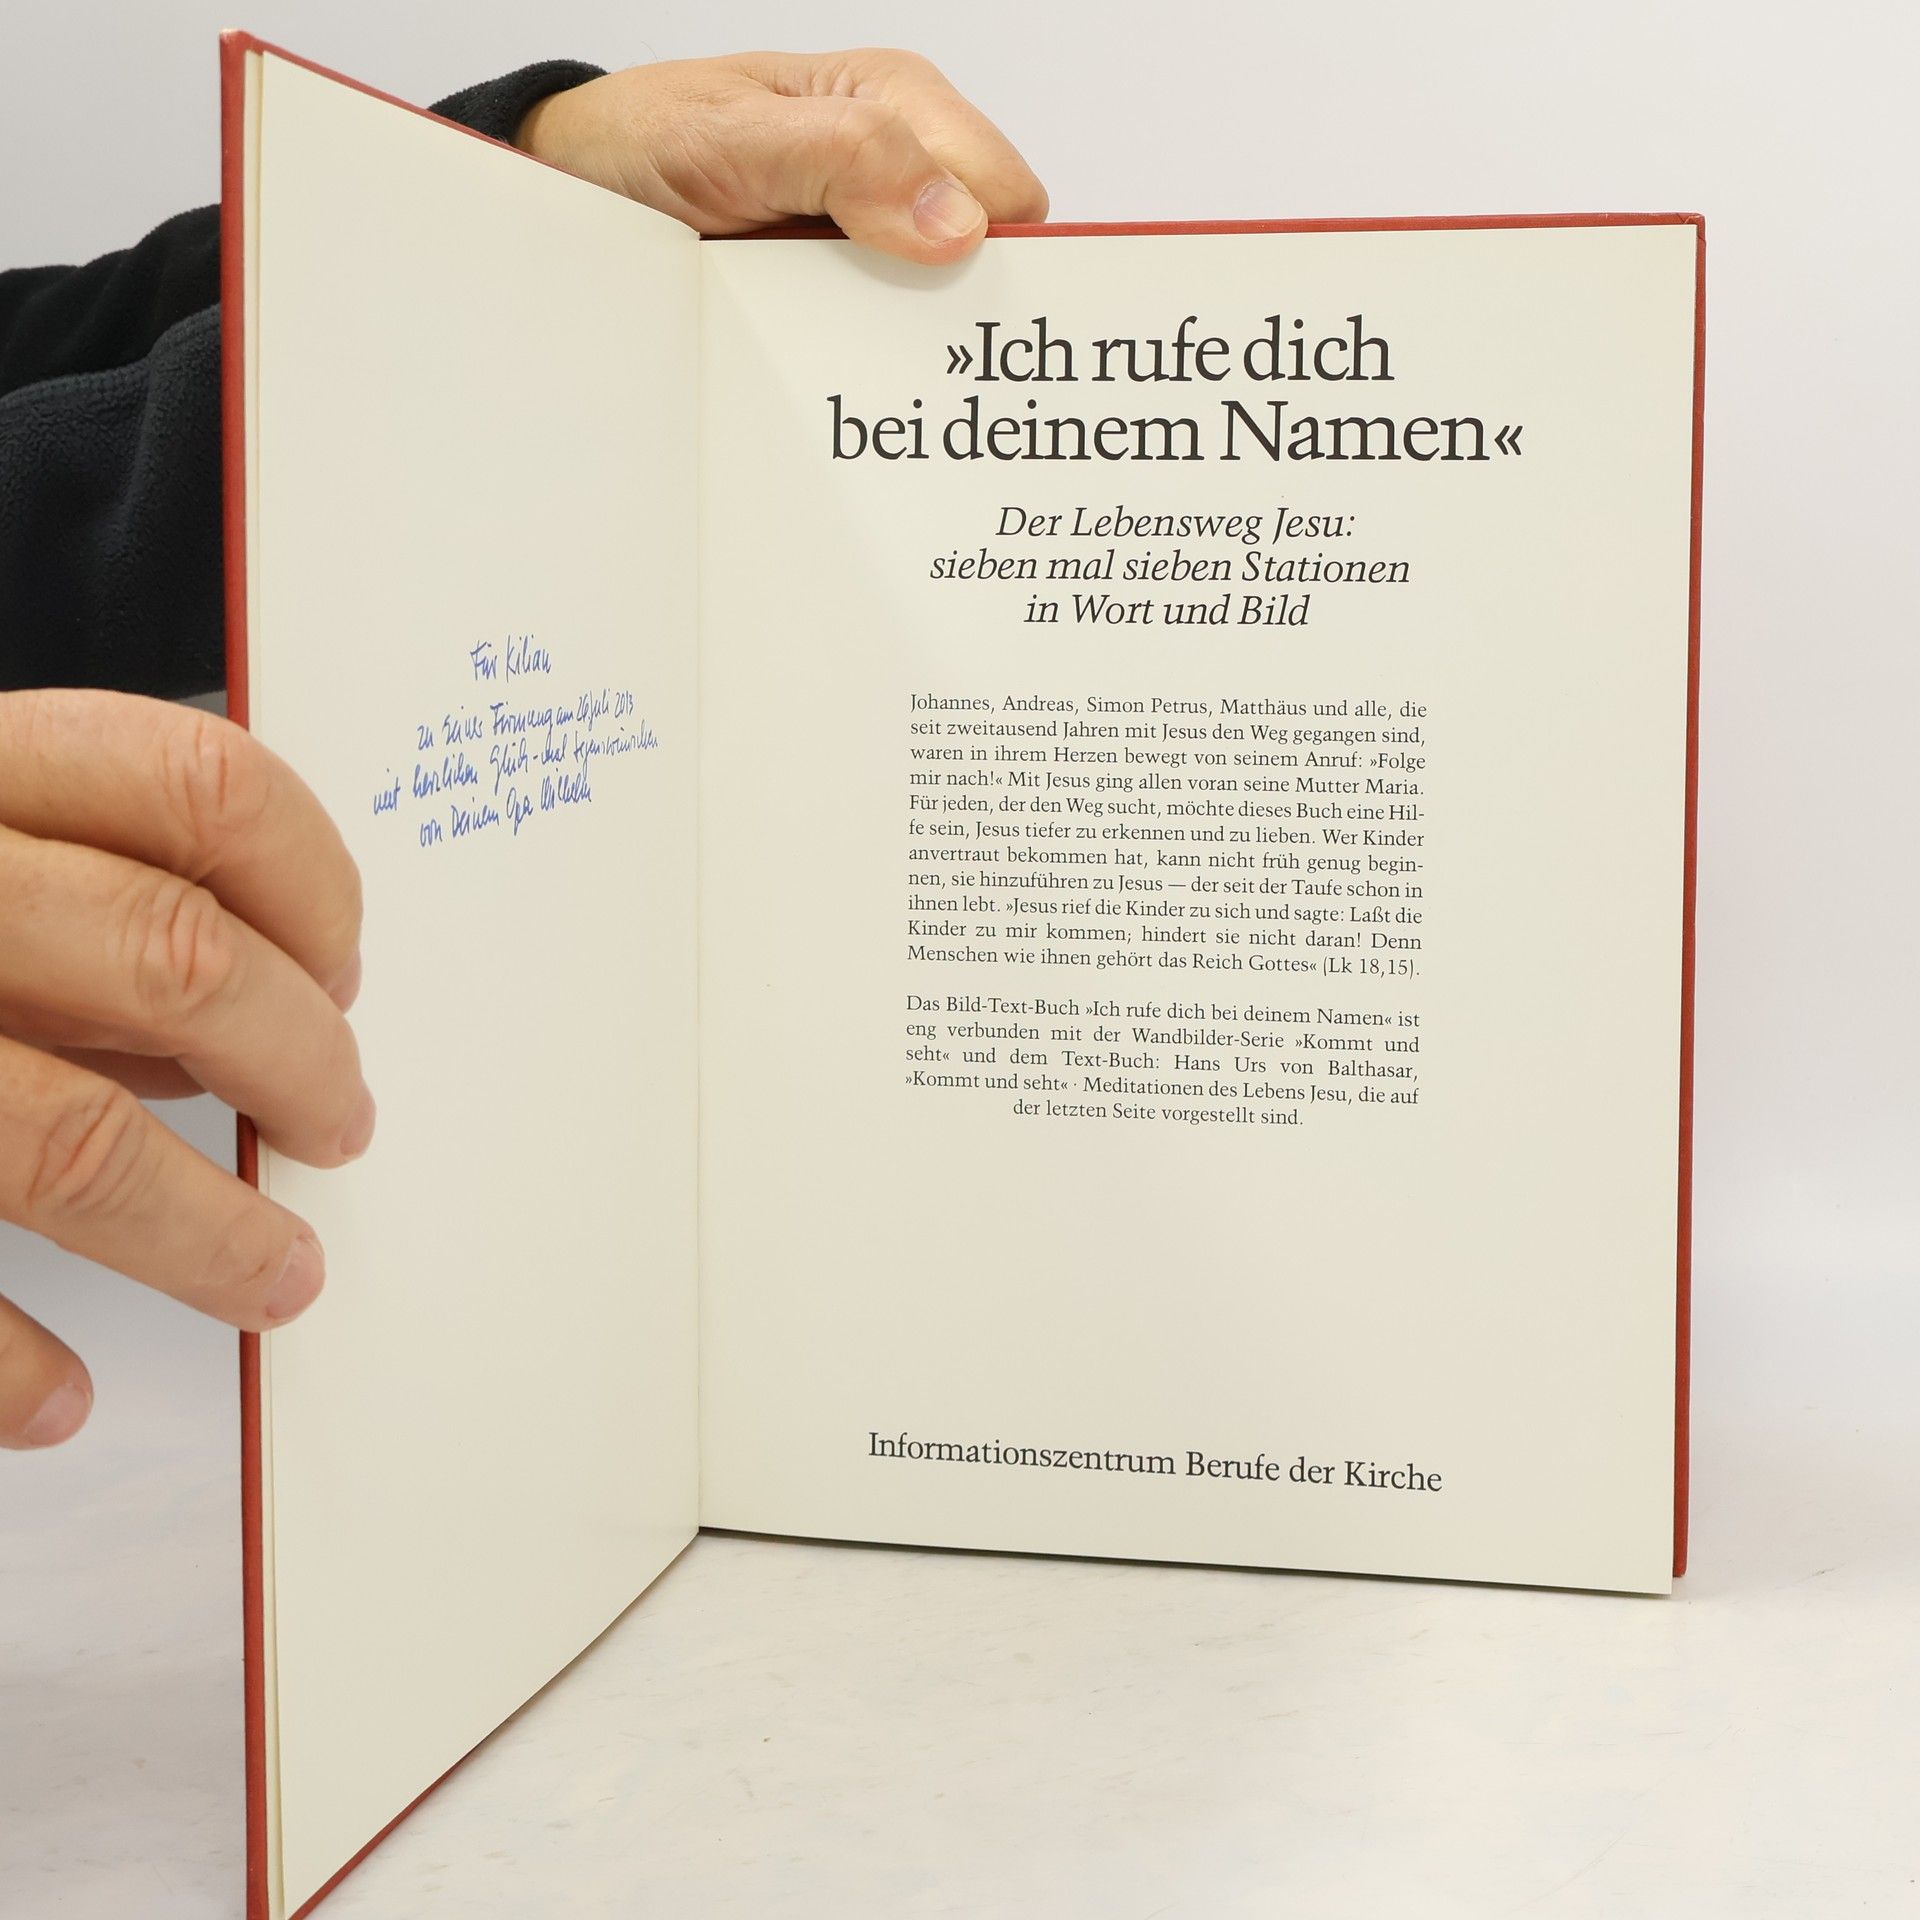 Für Kilian
zu seiner Firmung am 26. Juli 2013
mit herzlichen Glück- und Segenswünschen
von Deinem Opa Wilhelm
»Ich rufe dich
bei deinem Namen«
Der Lebensweg Jesu:
sieben mal sieben Stationen
in Wort und Bild
Johannes, Andreas, Simon Petrus, Matthäus und alle, die
seit zweitausend Jahren mit Jesus den Weg gegangen sind,
waren in ihrem Herzen bewegt von seinem Anruf: »Folge
mir nach!« Mit Jesus ging allen voran seine Mutter Maria.
Für jeden, der den Weg sucht, möchte dieses Buch eine Hil-
fe sein, Jesus tiefer zu erkennen und zu lieben. Wer Kinder
anvertraut bekommen hat, kann nicht früh genug begin-
nen, sie hinzuführen zu Jesus — der seit der Taufe schon in
ihnen lebt. »Jesus rief die Kinder zu sich und sagte: Laßt die
Kinder zu mir kommen; hindert sie nicht daran! Denn
Menschen wie ihnen gehört das Reich Gottes« (Lk 18,15).
Das Bild-Text-Buch »Ich rufe dich bei deinem Namen« ist
eng verbunden mit der Wandbilder-Serie »Kommt und
seht« und dem Text-Buch: Hans Urs von Balthasar,
»Kommt und seht« · Meditationen des Lebens Jesu, die auf
der letzten Seite vorgestellt sind.
Informationszentrum Berufe der Kirche